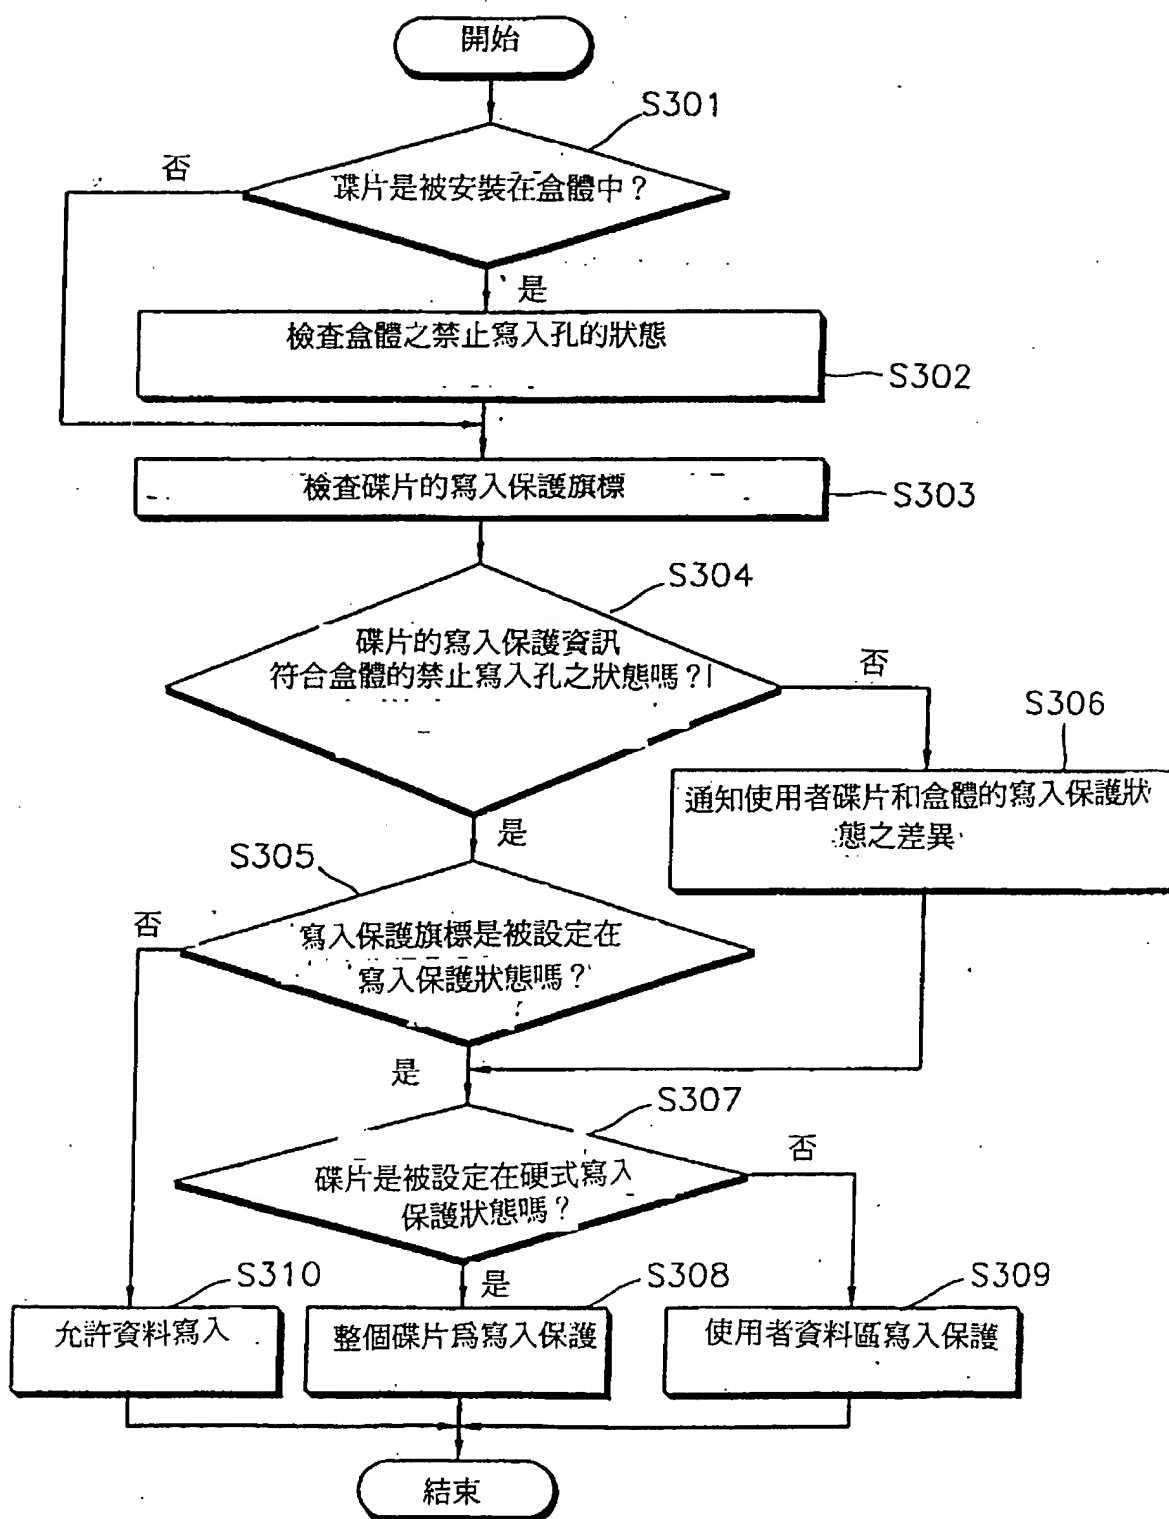 開始
S301
否
碟片是被安裝在盒體中？
是
檢查盒體之禁止寫入孔的狀態
S302
檢查碟片的寫入保護旗標
S303
S304
碟片的寫入保護資訊
符合盒體的禁止寫入孔之狀態嗎？
否
S306
通知使用者碟片和盒體的寫入保護狀
態之差異
是
S305
否
寫入保護旗標是被設定在
寫入保護狀態嗎？
是
S307
否
碟片是被設定在硬式寫入
保護狀態嗎？
S310
是
S308
S309
允許資料寫入
整個碟片爲寫入保護
使用者資料區寫入保護
結束